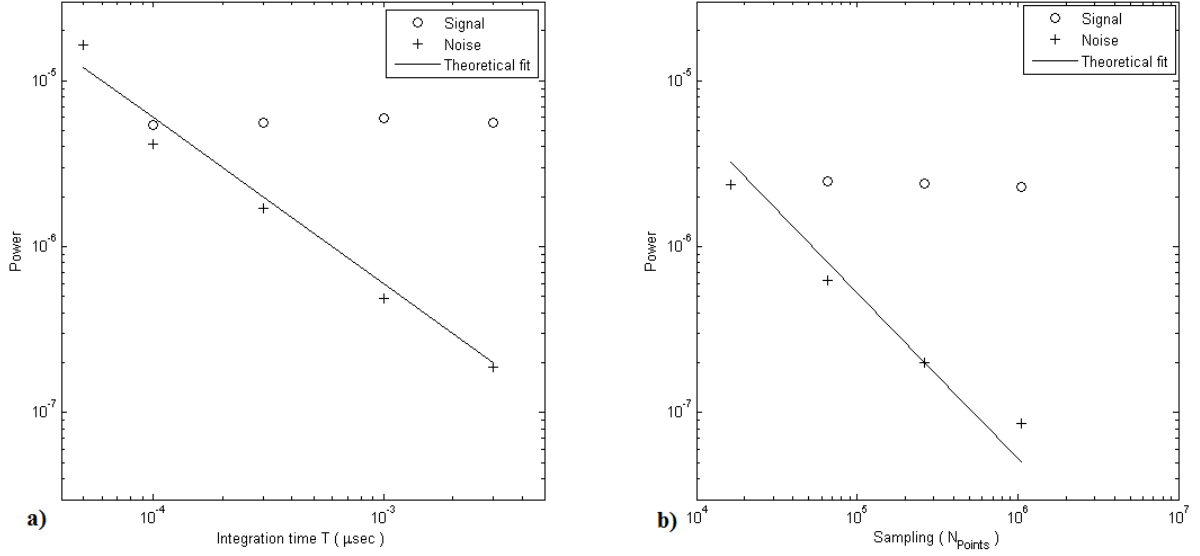 Signal
Noise
Theoretical fit
10^-5
10^-6
10^-7
Power
10^-4
10^-3
Integration time T ( μsec )
a)
Signal
Noise
Theoretical fit
10^-5
10^-6
10^-7
Power
10^4
10^5
10^6
10^7
Sampling ( N_Points )
b)